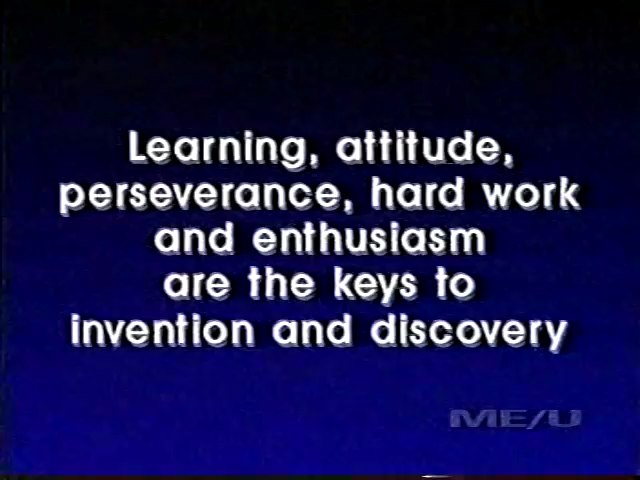 Learning, attitude,
perseverance, hard work
and enthusiasm
are the keys to
invention and discovery
ME/U